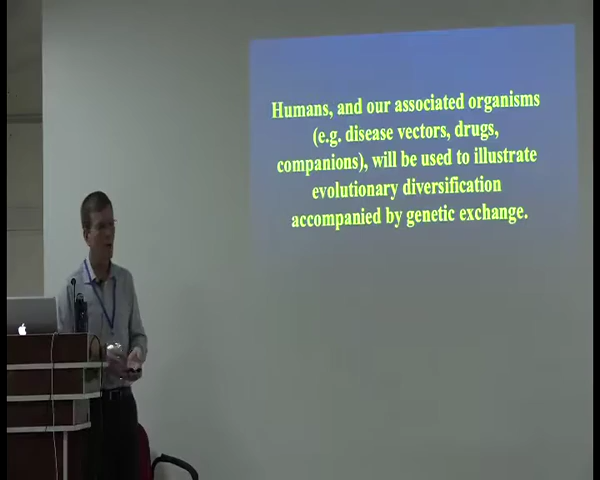 Humans, and our associated organisms
(e.g. disease vectors, drugs,
companions), will be used to illustrate
evolutionary diversification
accompanied by genetic exchange.